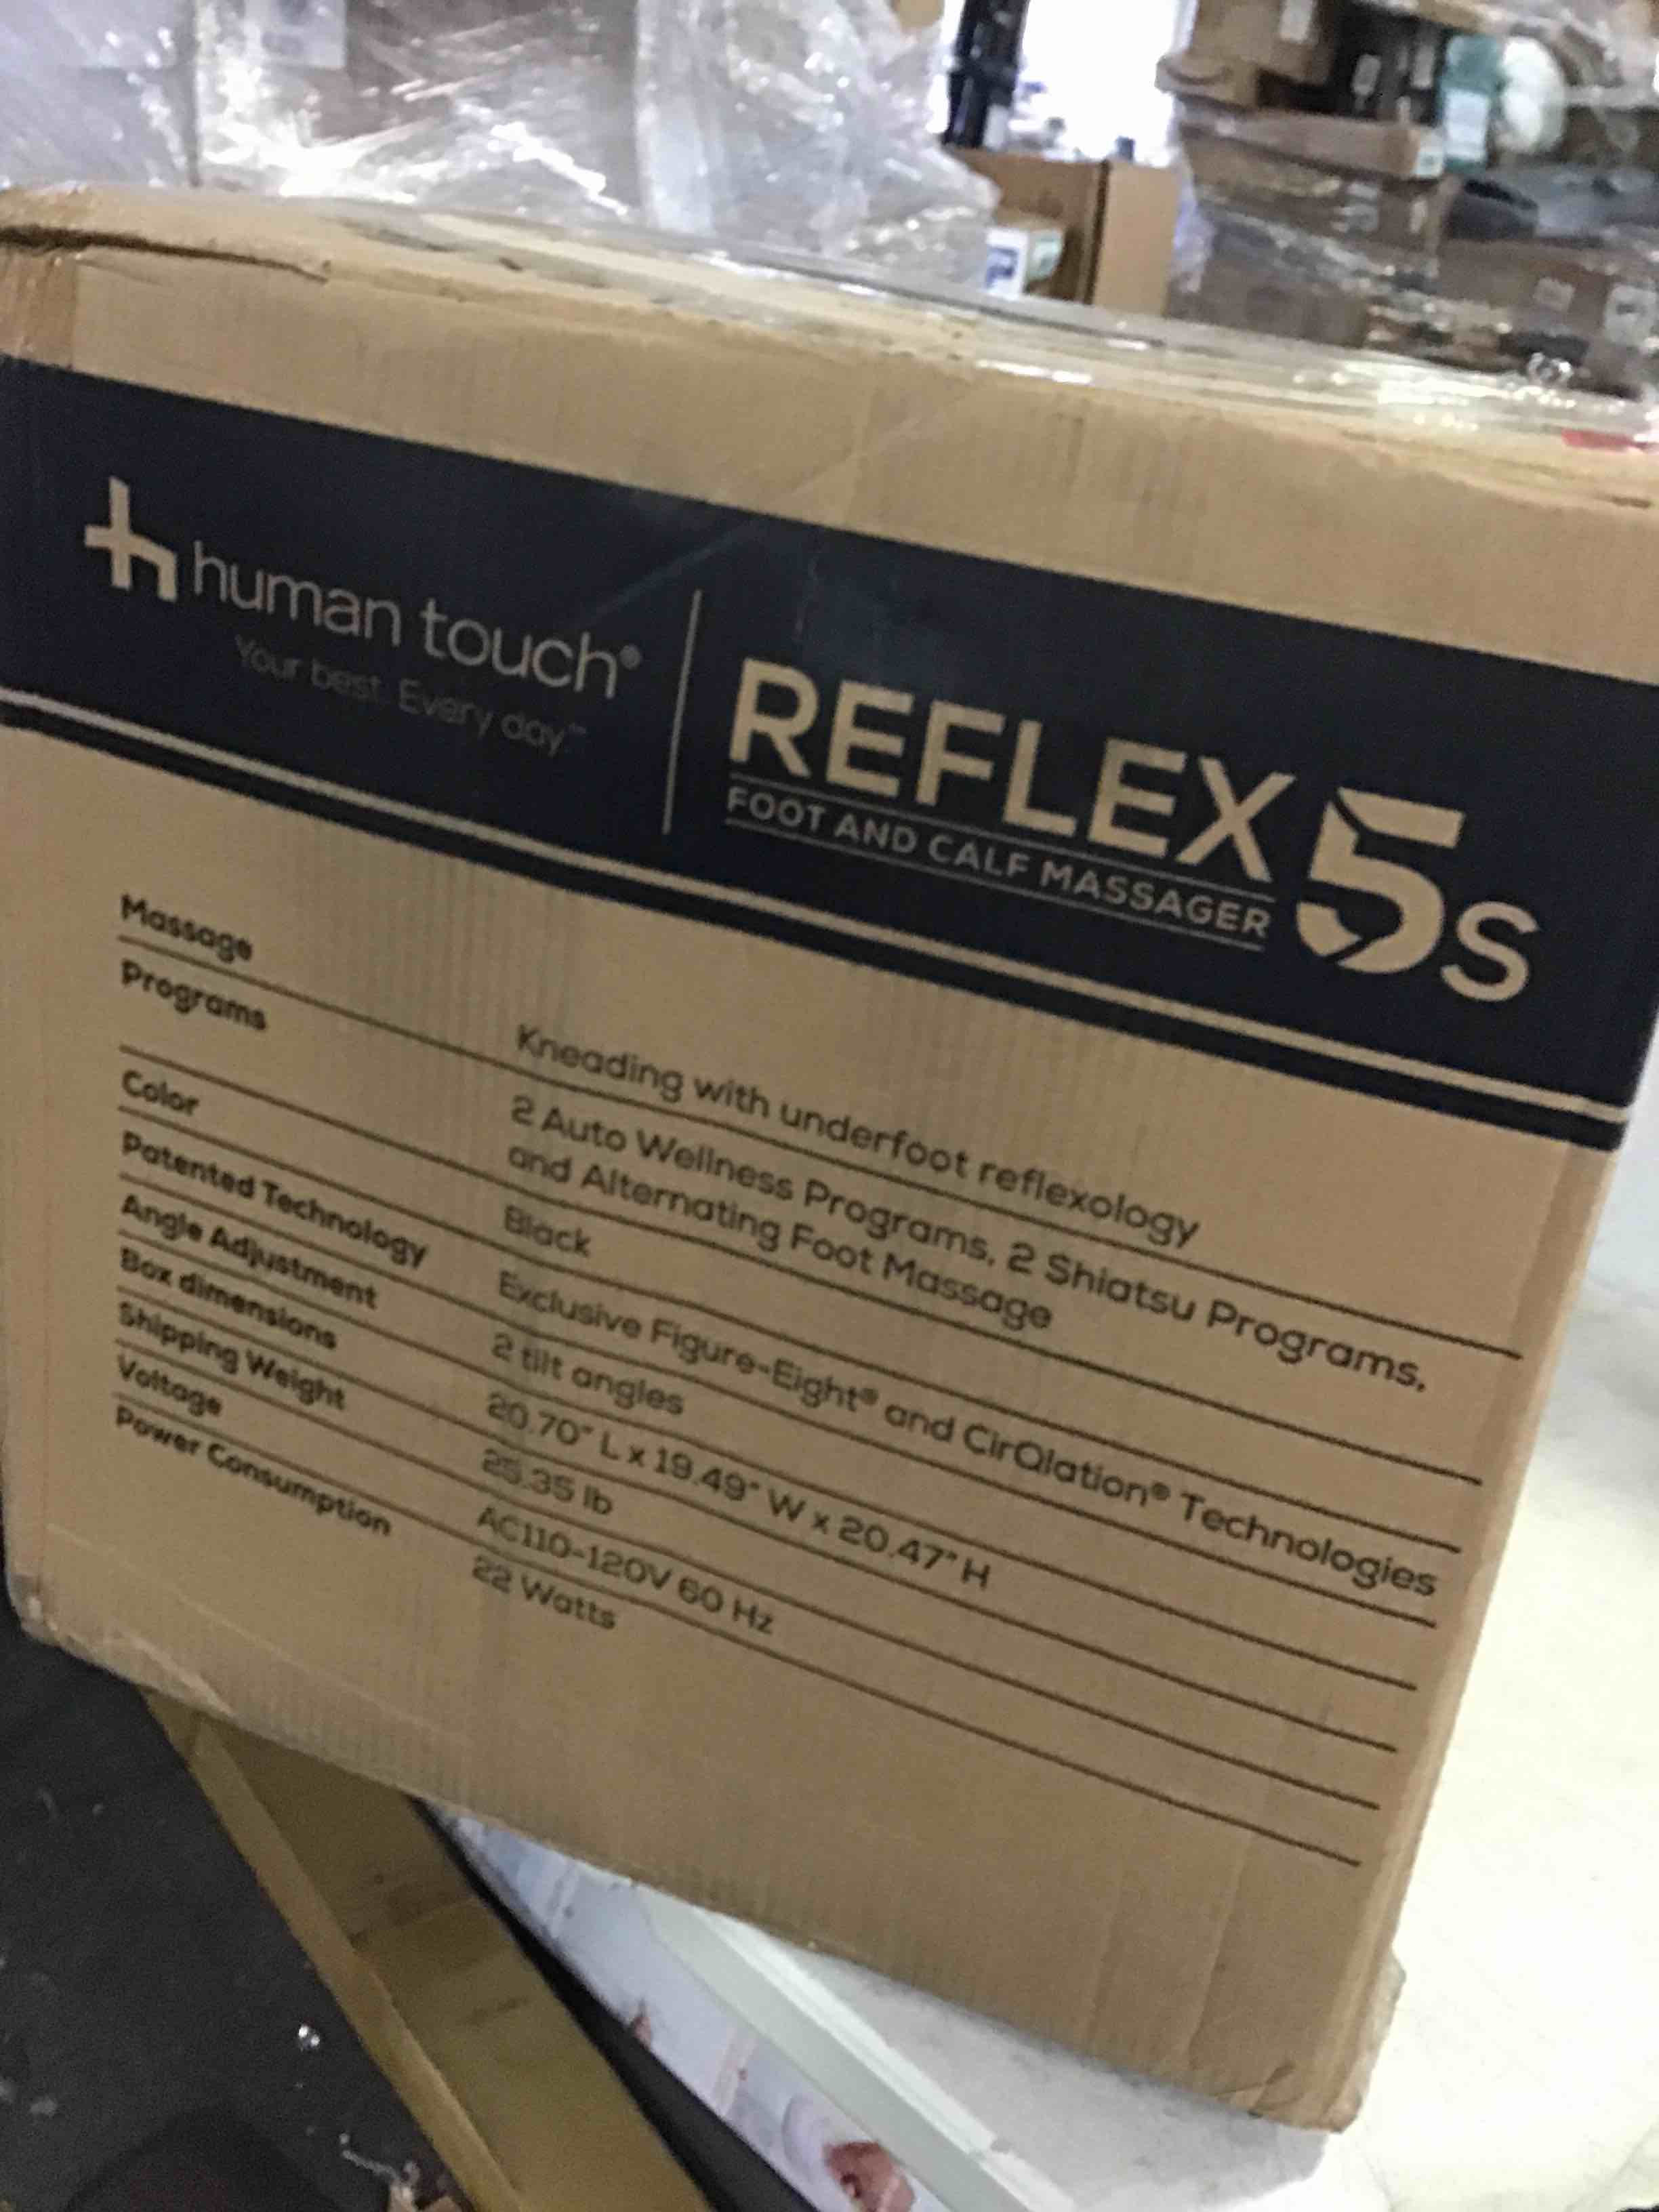 human touch®
Your best. Every day.™
REFLEX 5s
FOOT AND CALF MASSAGER
Massage Kneading with underfoot reflexology
Programs 2 Auto Wellness Programs, 2 Shiatsu Programs,
and Alternating Foot Massage
Color Black
Patented Technology Exclusive Figure-Eight® and CirQlation® Technologies
Angle Adjustment 2 tilt angles
Box dimensions 20.70" L x 19.49" W x 20.47" H
Shipping Weight 25.35 lb
Voltage AC110-120V 60 Hz
Power Consumption 22 Watts